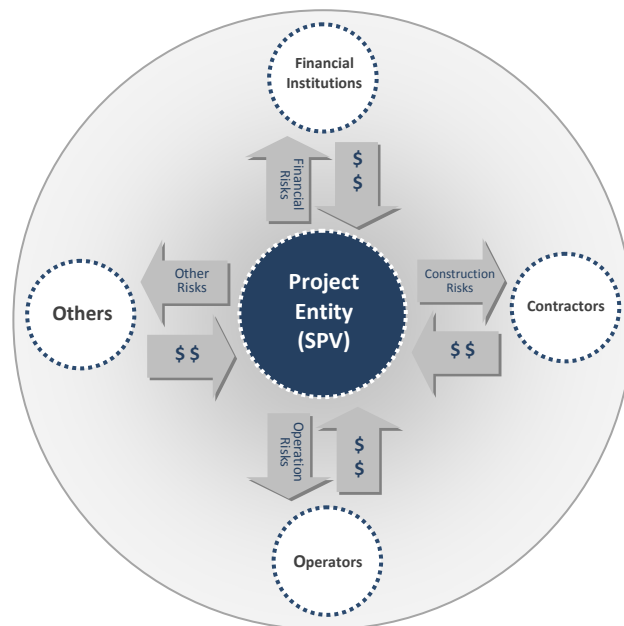 Financial
Institutions
Financial
Risks
$
$
Other
Risks
Project
Entity
(SPV)
Construction
Risks
Others
Contractors
$ $
$ $
Operation
Risks
$
$
Operators